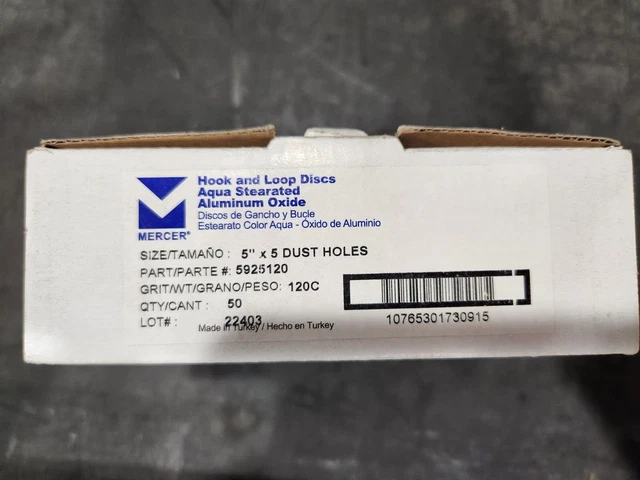 Hook and Loop Discs
Aqua Stearated
Aluminum Oxide
Discos de Gancho y Bucle
Estearato Color Aqua - Óxido de Aluminio
MERCER®
SIZE/TAMAÑO : 5" x 5 DUST HOLES
PART/PARTE #: 5925120
GRIT/WT/GRANO/PESO: 120C
QTY/CANT : 50
LOT# : 22403
Made in Turkey / Hecho en Turkey
10765301730915